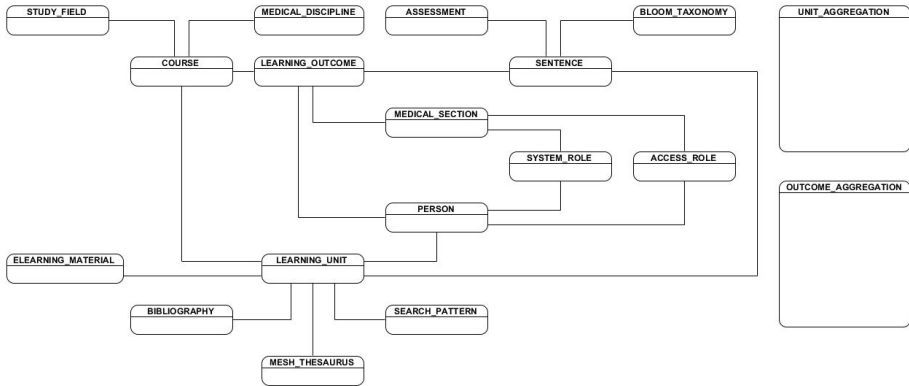 STUDY_FIELD
MEDICAL_DISCIPLINE
ASSESSMENT
BLOOM_TAXONOMY
UNIT_AGGREGATION
COURSE
LEARNING_OUTCOME
SENTENCE
MEDICAL_SECTION
SYSTEM_ROLE
ACCESS_ROLE
OUTCOME_AGGREGATION
PERSON
ELEARNING_MATERIAL
LEARNING_UNIT
BIBLIOGRAPHY
SEARCH_PATTERN
MESH_THESAURUS